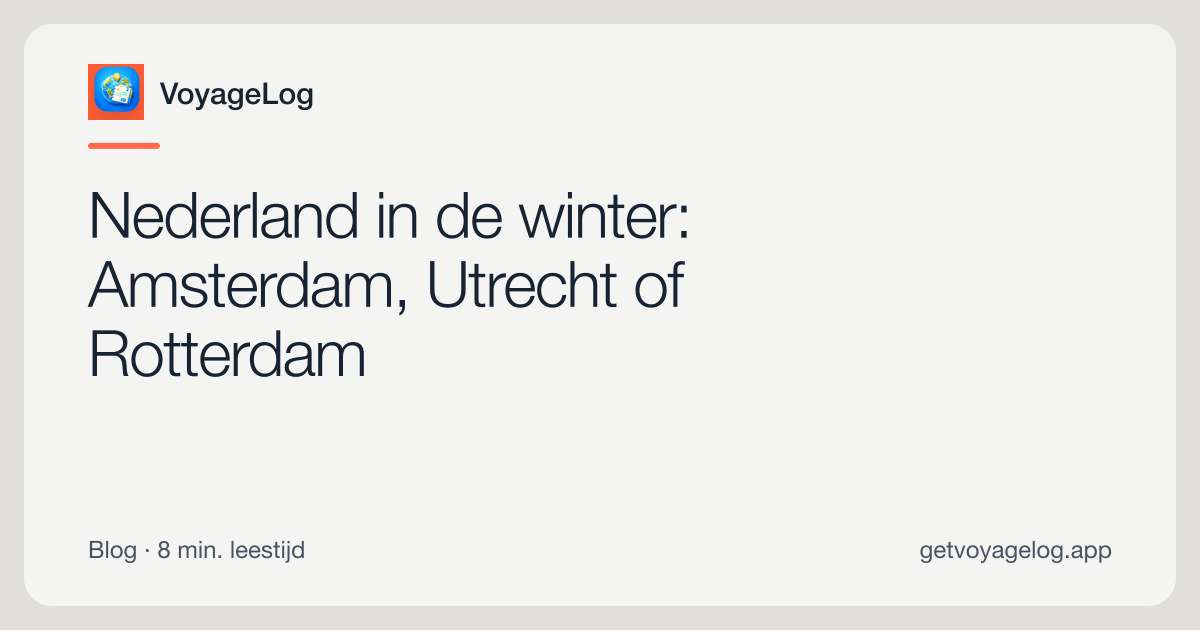 VoyageLog
Nederland in de winter:
Amsterdam, Utrecht of
Rotterdam
Blog · 8 min. leestijd
getvoyagelog.app